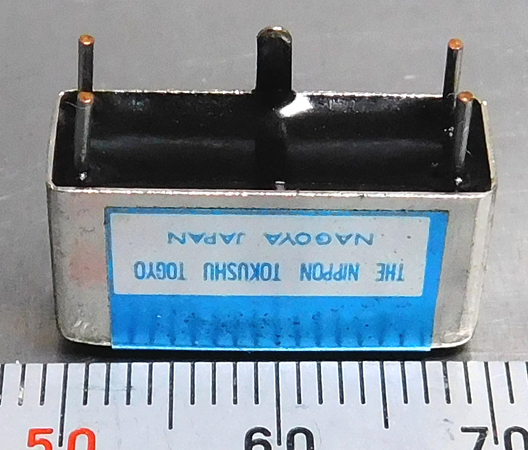 THE NIPPON TOKUSHU TOGYO
NAGOYA JAPAN
50 60 70